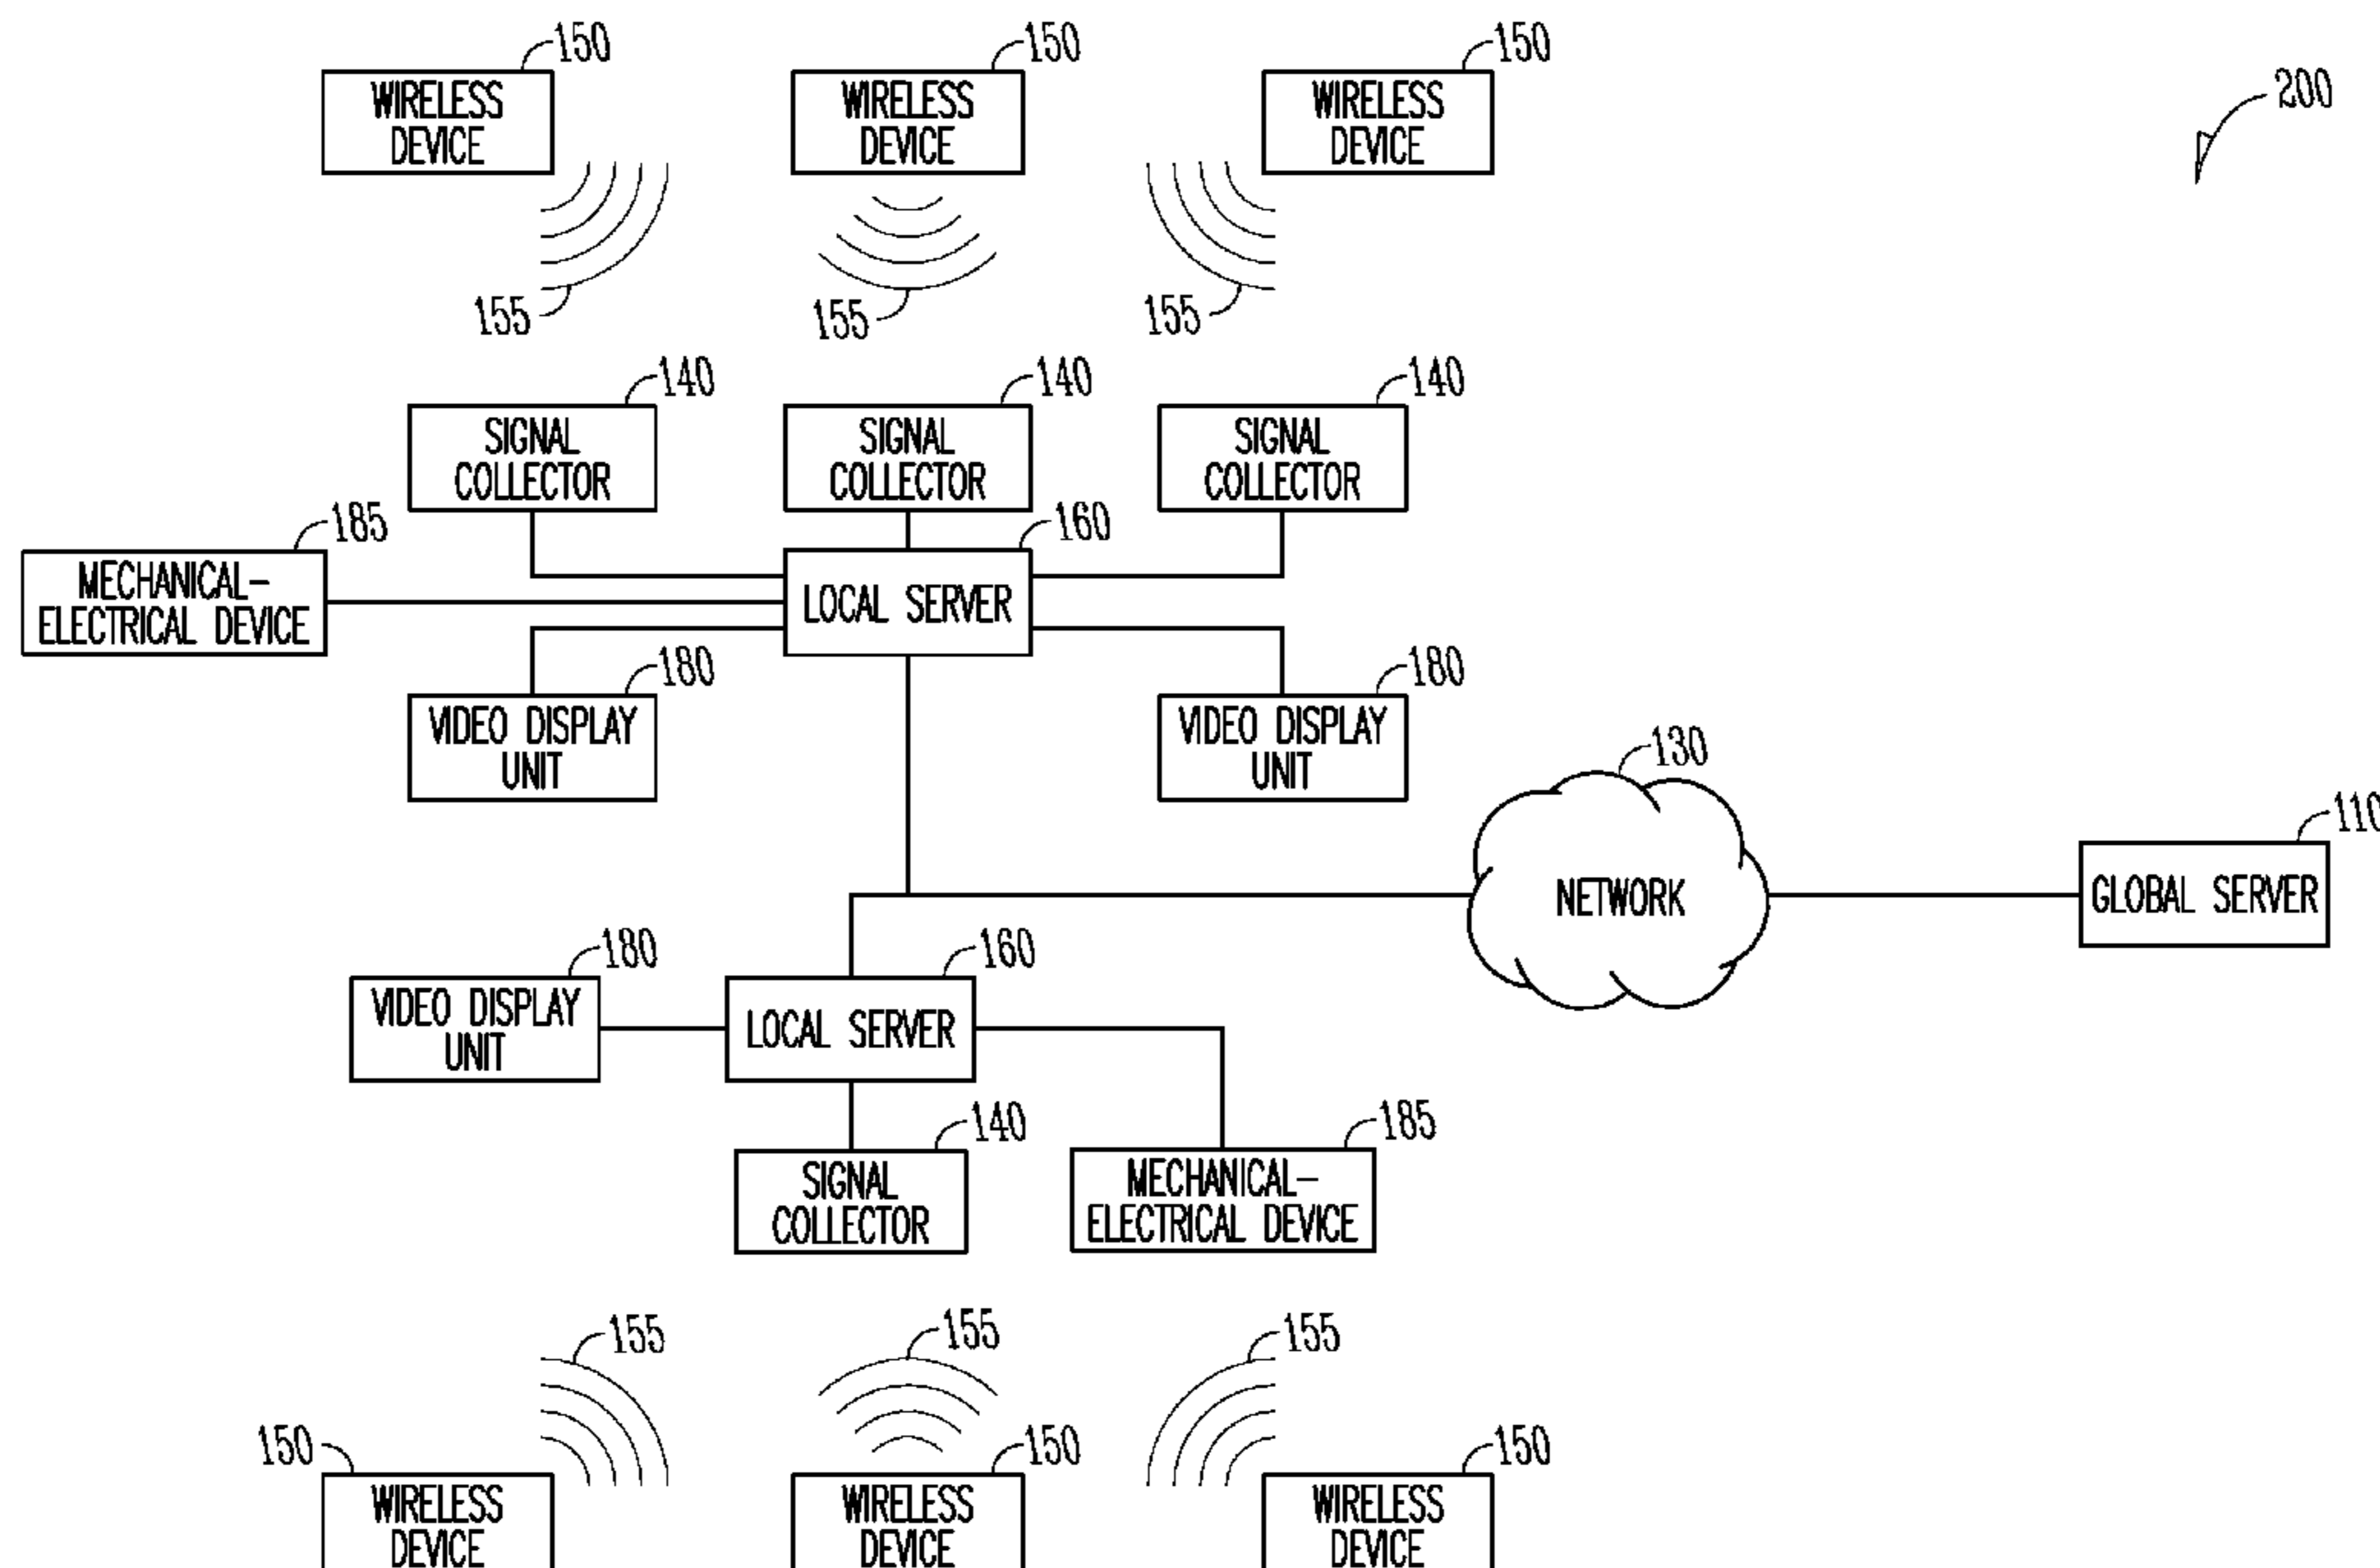 150
150
150
WIRELESS
DEVICE
WIRELESS
DEVICE
WIRELESS
DEVICE
200
155
155
155
140
140
140
SIGNAL
COLLECTOR
SIGNAL
COLLECTOR
SIGNAL
COLLECTOR
185
160
MECHANICAL–
ELECTRICAL DEVICE
LOCAL SERVER
180
180
VIDEO DISPLAY
UNIT
VIDEO DISPLAY
UNIT
130
NETWORK
110
GLOBAL SERVER
180
160
VIDEO DISPLAY
UNIT
LOCAL SERVER
140
185
SIGNAL
COLLECTOR
MECHANICAL–
ELECTRICAL DEVICE
155
155
155
150
150
150
WIRELESS
DEVICE
WIRELESS
DEVICE
WIRELESS
DEVICE